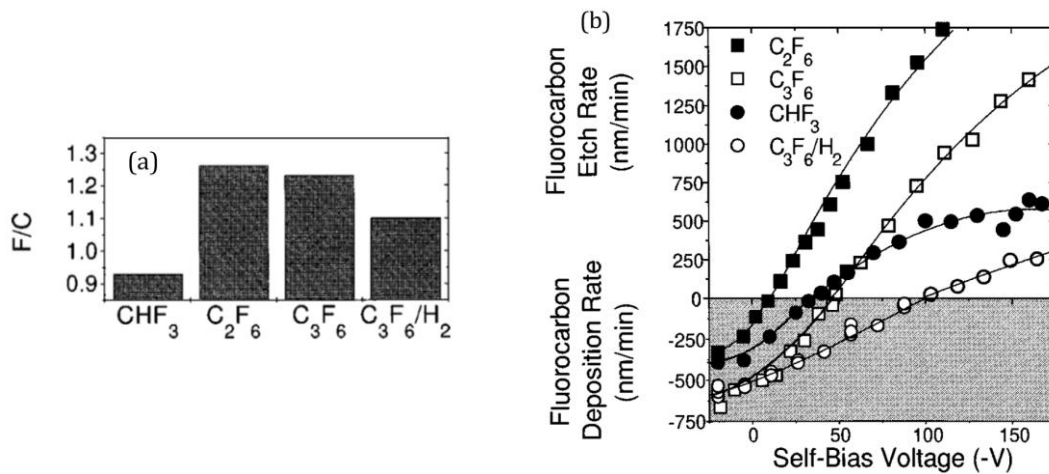 (a)
F/C
1.3
1.2
1.1
1.0
0.9
CHF3
C2F6
C3F6
C3F6/H2
(b)
Fluorocarbon
Etch Rate
(nm/min)
Fluorocarbon
Deposition Rate
(nm/min)
1750
1500
1250
1000
750
500
250
0
-250
-500
-750
C2F6
C3F6
CHF3
C3F6/H2
0
50
100
150
Self-Bias Voltage (-V)